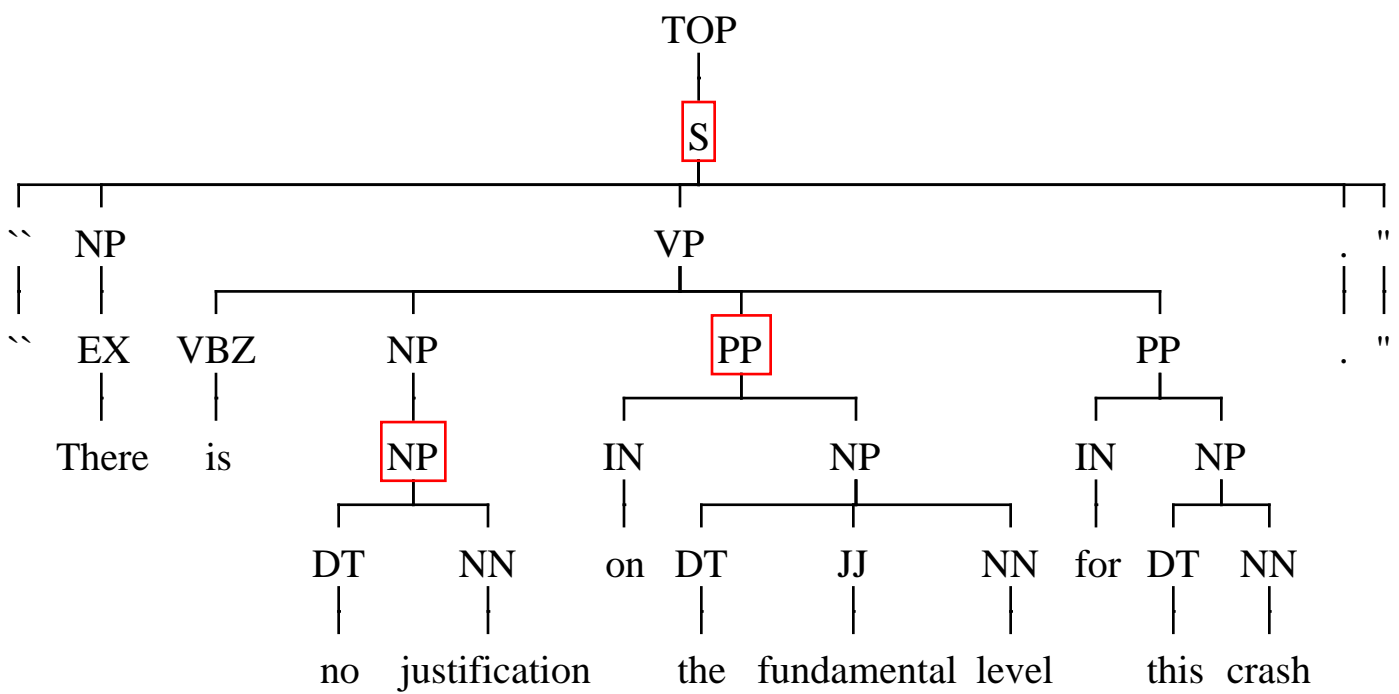 TOP
S
`` NP VP . "
`` EX VBZ NP PP PP . "
There is NP IN NP IN NP
DT NN on DT JJ NN for DT NN
no justification the fundamental level this crash